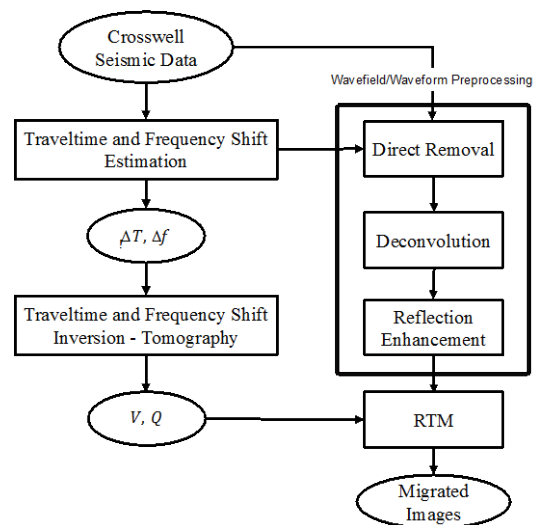 Crosswell
Seismic Data
Wavefield/Waveform Preprocessing
Traveltime and Frequency Shift
Estimation
Direct Removal
ΔT, Δf
Deconvolution
Traveltime and Frequency Shift
Inversion - Tomography
Reflection
Enhancement
V, Q
RTM
Migrated
Images